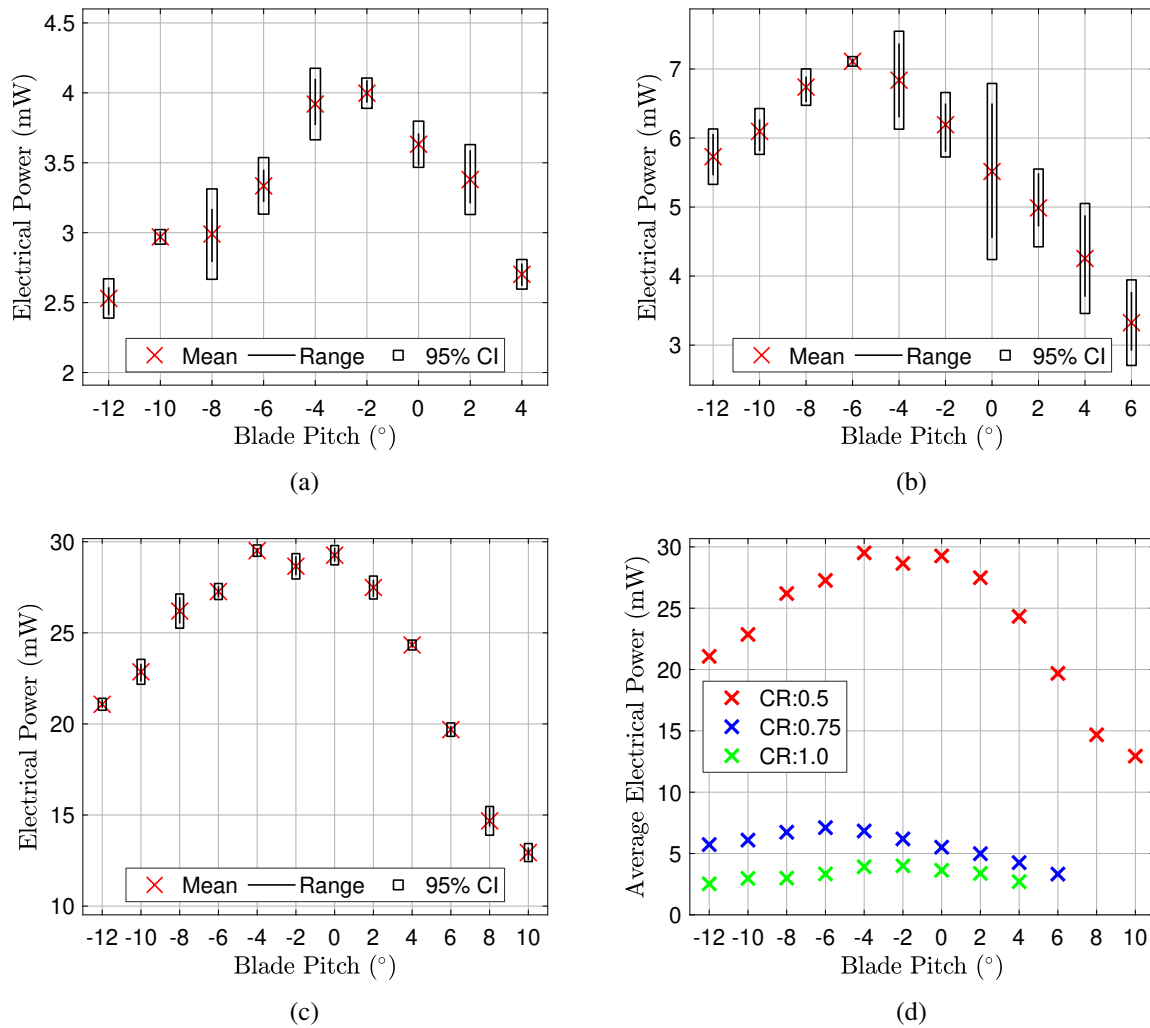 4.5
4
3.5
3
2.5
2
Electrical Power (mW)
Mean Range 95% CI
-12 -10 -8 -6 -4 -2 0 2 4
Blade Pitch (°)
(a)
7
6
5
4
3
Electrical Power (mW)
Mean Range 95% CI
-12 -10 -8 -6 -4 -2 0 2 4 6
Blade Pitch (°)
(b)
30
25
20
15
10
Electrical Power (mW)
Mean Range 95% CI
-12 -10 -8 -6 -4 -2 0 2 4 6 8 10
Blade Pitch (°)
(c)
30
25
20
15
10
5
0
Average Electrical Power (mW)
CR:0.5
CR:0.75
CR:1.0
-12 -10 -8 -6 -4 -2 0 2 4 6 8 10
Blade Pitch (°)
(d)